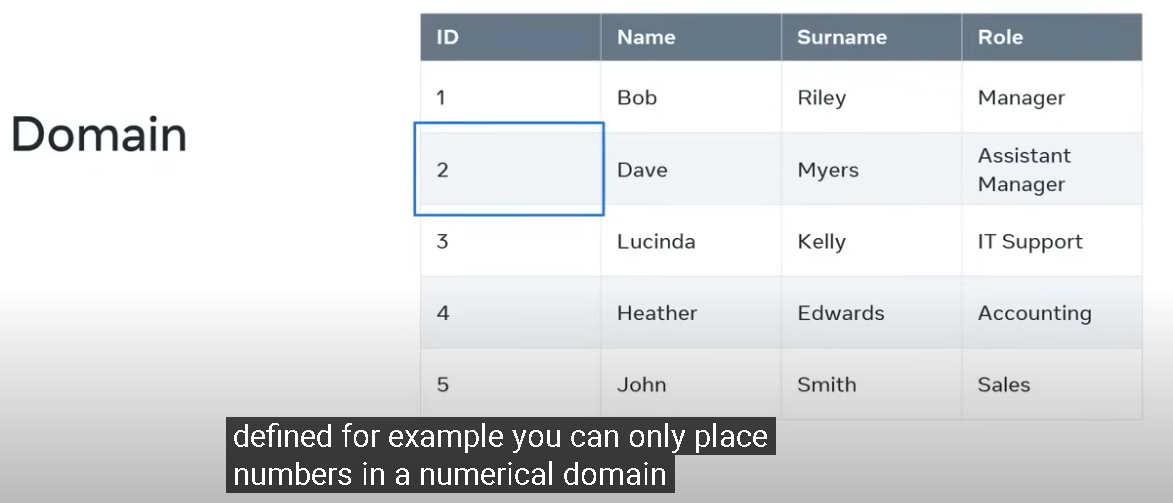 Domain
ID Name Surname Role
1 Bob Riley Manager
2 Dave Myers Assistant Manager
3 Lucinda Kelly IT Support
4 Heather Edwards Accounting
5 John Smith Sales
defined for example you can only place
numbers in a numerical domain